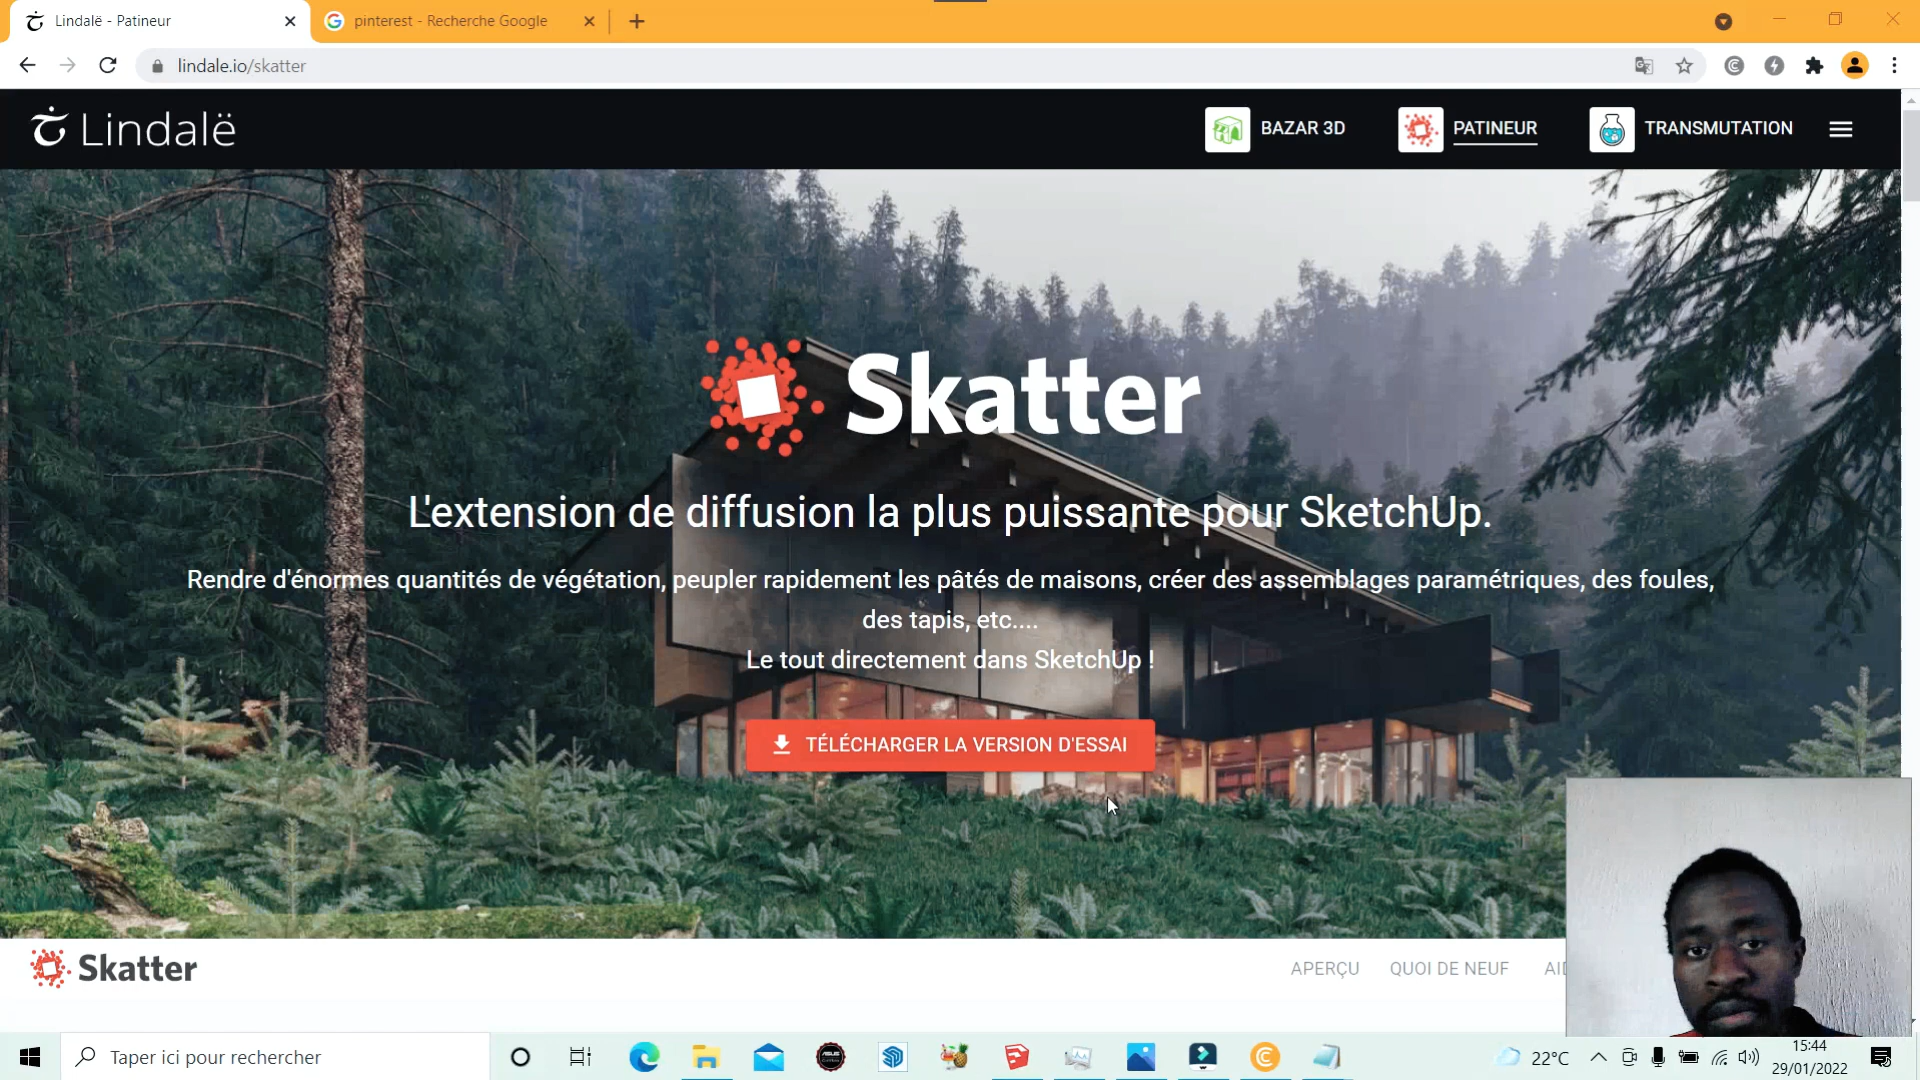 Lindalë - Patineur
pinterest - Recherche Google
lindale.io/skatter
Lindalë
BAZAR 3D
PATINEUR
TRANSMUTATION
Skatter
L'extension de diffusion la plus puissante pour SketchUp.
Rendre d'énormes quantités de végétation, peupler rapidement les pâtés de maisons, créer des assemblages paramétriques, des foules,
des tapis, etc....
Le tout directement dans SketchUp !
TÉLÉCHARGER LA VERSION D'ESSAI
Skatter
APERÇU
QUOI DE NEUF
Taper ici pour rechercher
22°C
15:44
29/01/2022